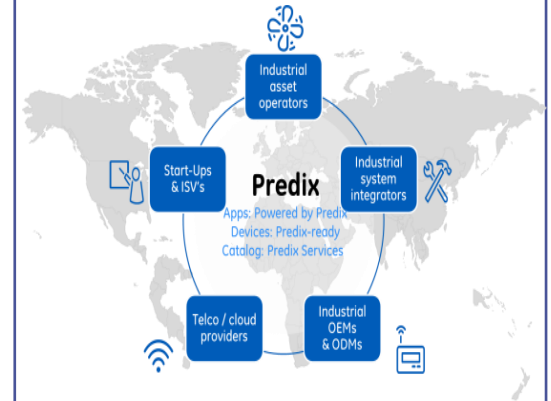 Industrial
asset
operators
Start-Ups
& ISV's
Industrial
system
integrators
Predix
Apps: Powered by Predix
Devices: Predix-ready
Catalog: Predix Services
Telco / cloud
providers
Industrial
OEMs
& ODMs